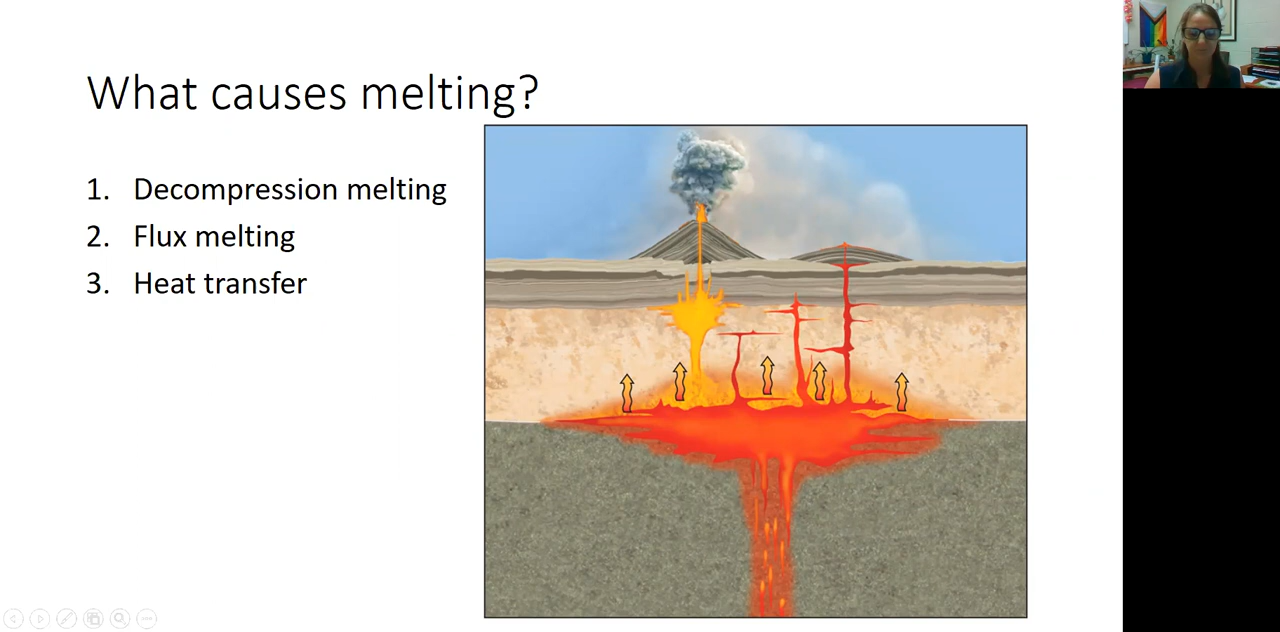 What causes melting?
1. Decompression melting
2. Flux melting
3. Heat transfer